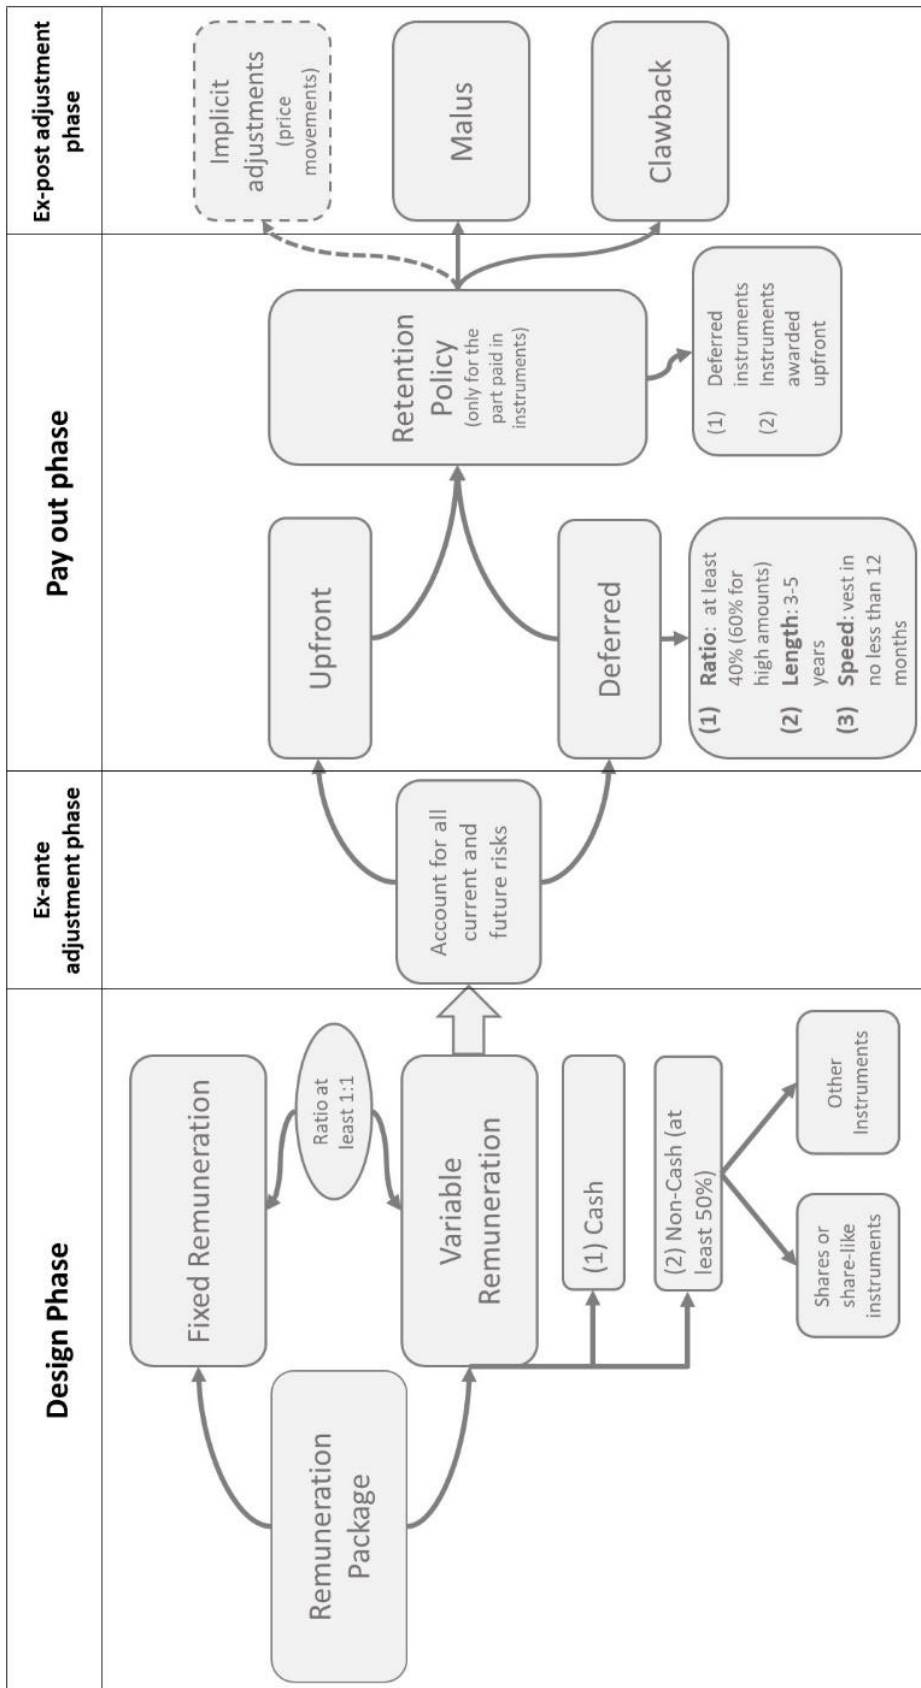 Design Phase
Ex-ante
adjustment phase
Pay out phase
Ex-post adjustment
phase
Remuneration
Package
Fixed Remuneration
Ratio at
least 1:1
Variable
Remuneration
(1) Cash
(2) Non-Cash (at
least 50%)
Shares or
share-like
instruments
Other
Instruments
Account for all
current and
future risks
Upfront
Deferred
(1) Ratio: at least
40% (60% for
high amounts)
(2) Length: 3-5
years
(3) Speed: vest in
no less than 12
months
Retention
Policy
(only for the
part paid in
instruments)
(1) Deferred
instruments
(2) Instruments
awarded
upfront
Implicit
adjustments
(price
movements)
Malus
Clawback